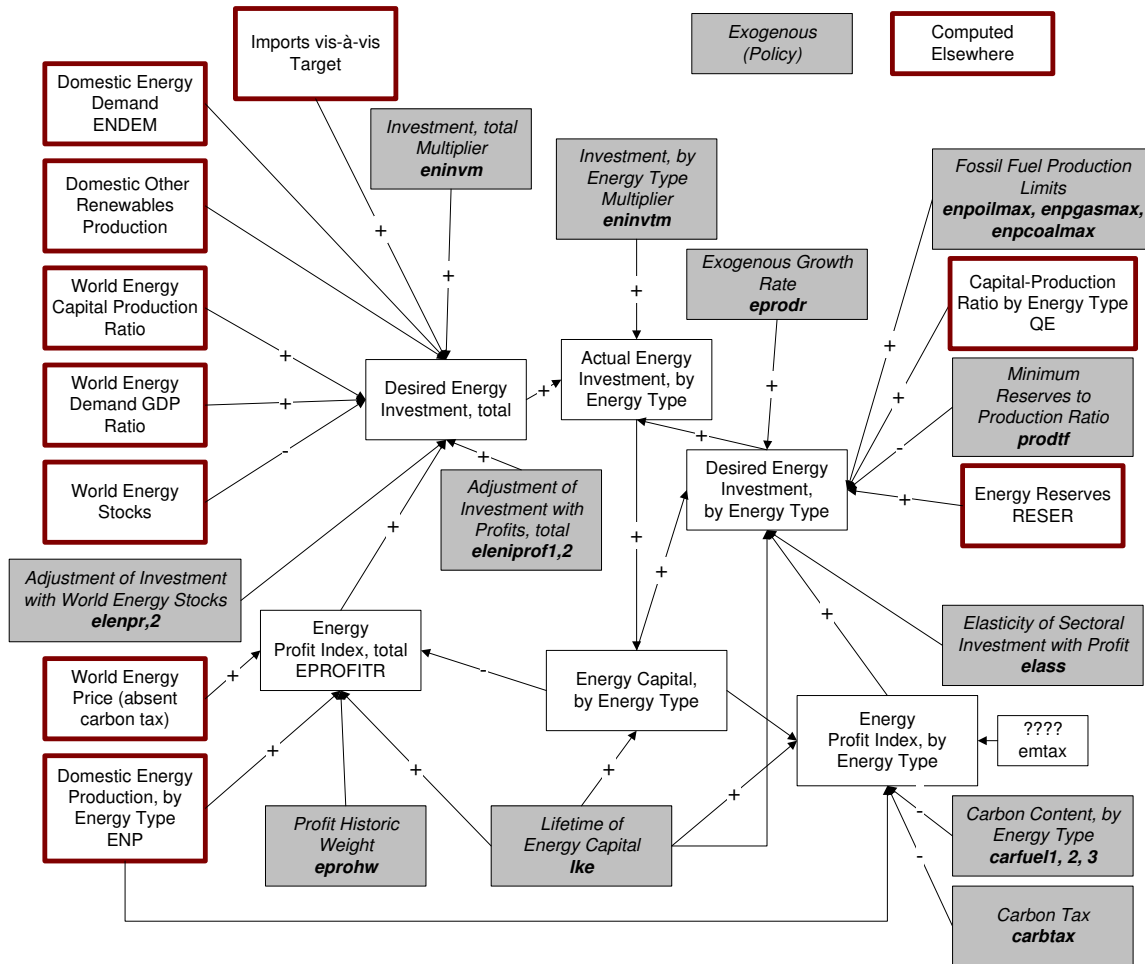 Imports vis-à-vis
Target
Exogenous
(Policy)
Computed
Elsewhere
Domestic Energy
Demand
ENDEM
Investment, total
Multiplier
eninvm
Investment, by
Energy Type
Multiplier
eninvtm
Fossil Fuel Production
Limits
enpoilmax, enpgasmax,
enpcoalmax
Domestic Other
Renewables
Production
Exogenous Growth
Rate
eprodr
Capital-Production
Ratio by Energy Type
QE
World Energy
Capital Production
Ratio
Actual Energy
Investment, by
Energy Type
Desired Energy
Investment, total
Minimum
Reserves to
Production Ratio
prodtf
World Energy
Demand GDP
Ratio
Desired Energy
Investment,
by Energy Type
Energy Reserves
RESER
World Energy
Stocks
Adjustment of
Investment with
Profits, total
eleniprof1,2
Adjustment of Investment
with World Energy Stocks
elenpr,2
Energy
Profit Index, total
EPROFITR
Elasticity of Sectoral
Investment with Profit
elass
World Energy
Price (absent
carbon tax)
Energy Capital,
by Energy Type
Energy
Profit Index, by
Energy Type
????
emtax
Domestic Energy
Production, by
Energy Type
ENP
Profit Historic
Weight
eprohw
Lifetime of
Energy Capital
lke
Carbon Content, by
Energy Type
carfuel1, 2, 3
Carbon Tax
carbtax
+
+
+
+
+
+
+
+
-
+
+
+
-
+
+
+
+
+
+
+
-
+
+
+
+
+
-
-